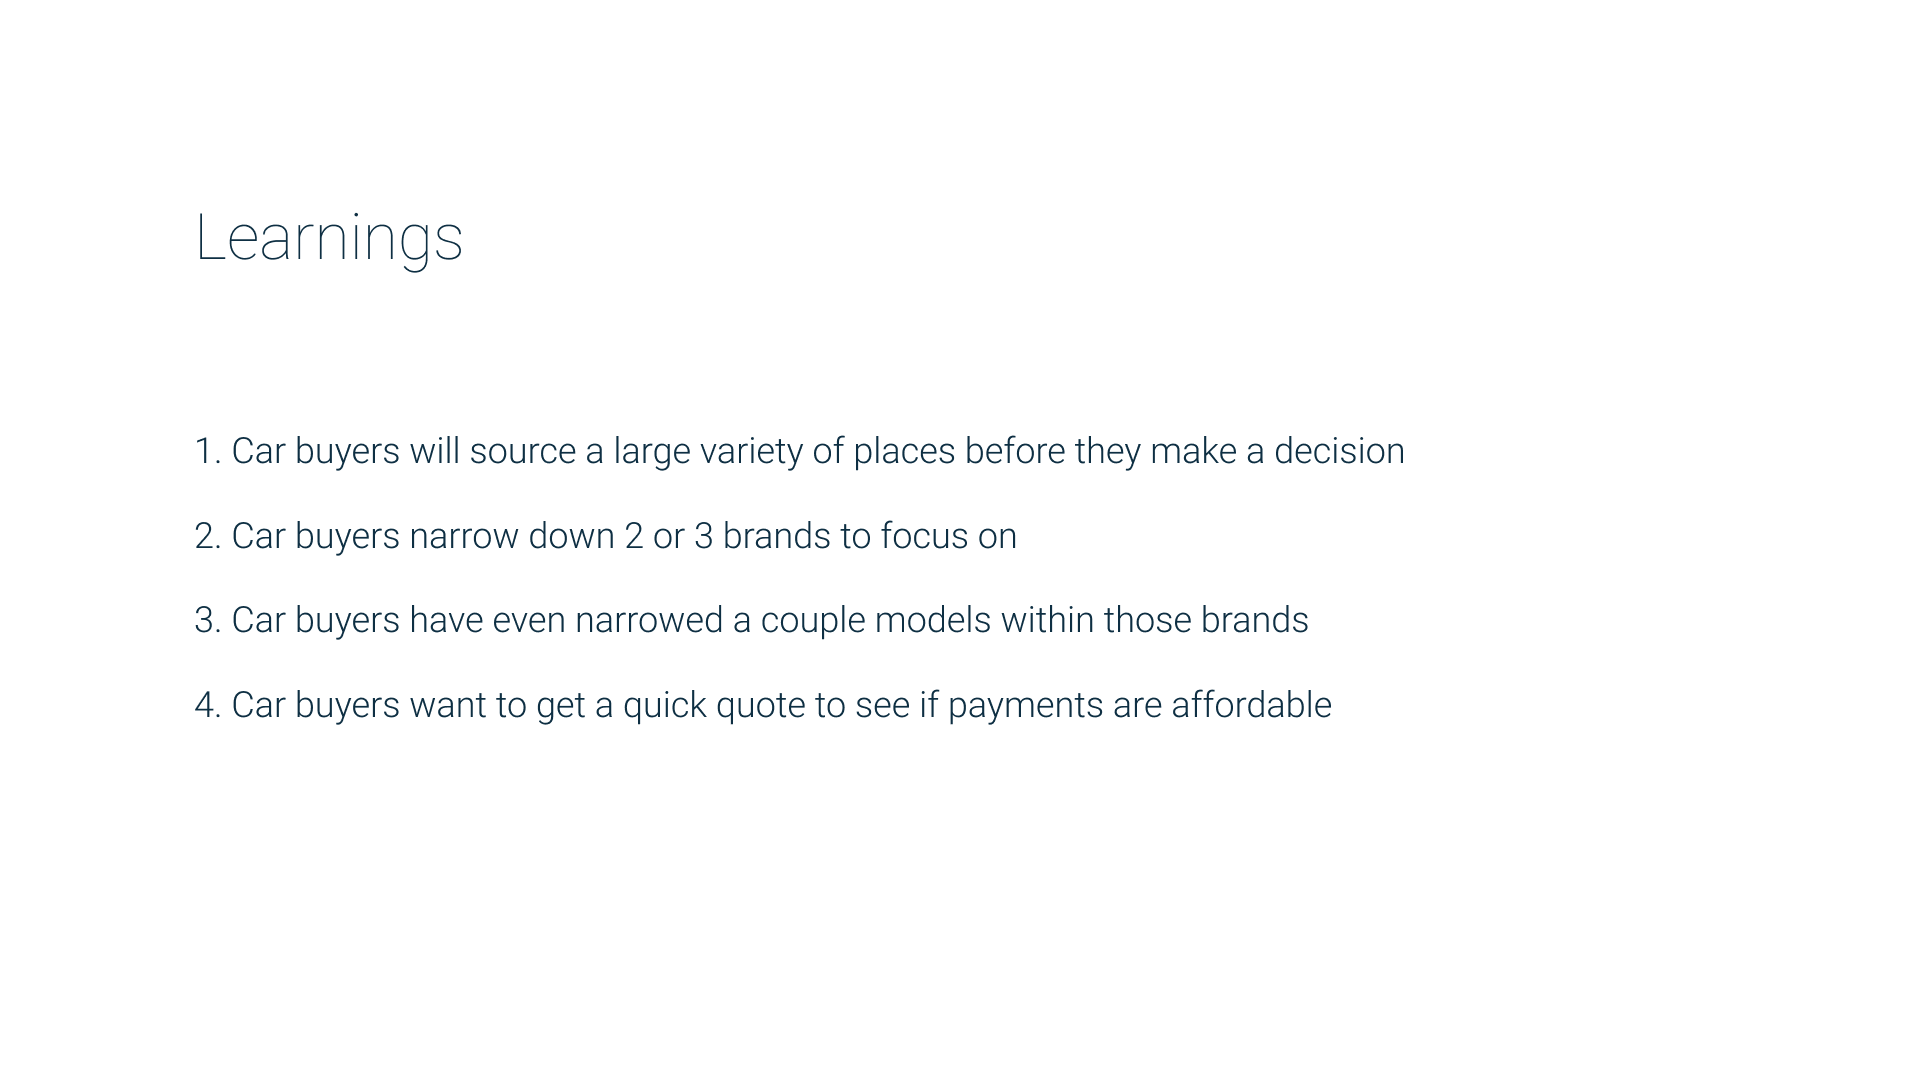 Learnings
1. Car buyers will source a large variety of places before they make a decision
2. Car buyers narrow down 2 or 3 brands to focus on
3. Car buyers have even narrowed a couple models within those brands
4. Car buyers want to get a quick quote to see if payments are affordable